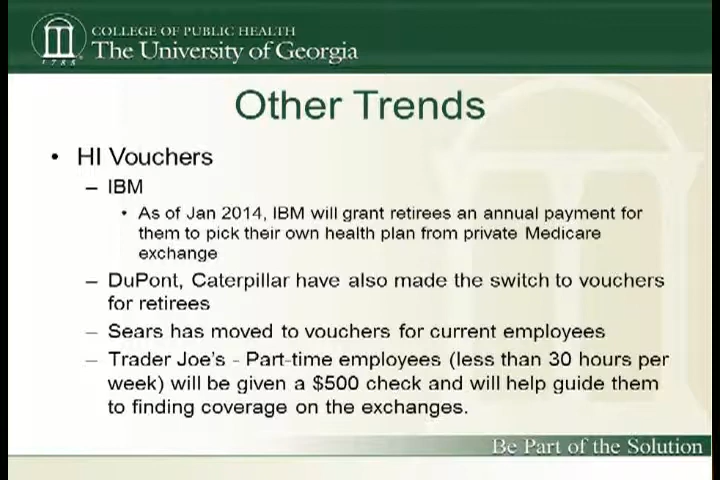 COLLEGE OF PUBLIC HEALTH
The University of Georgia
1785
Other Trends
• HI Vouchers
– IBM
• As of Jan 2014, IBM will grant retirees an annual payment for
them to pick their own health plan from private Medicare
exchange
– DuPont, Caterpillar have also made the switch to vouchers
for retirees
– Sears has moved to vouchers for current employees
– Trader Joe's - Part-time employees (less than 30 hours per
week) will be given a $500 check and will help guide them
to finding coverage on the exchanges.
Be Part of the Solution